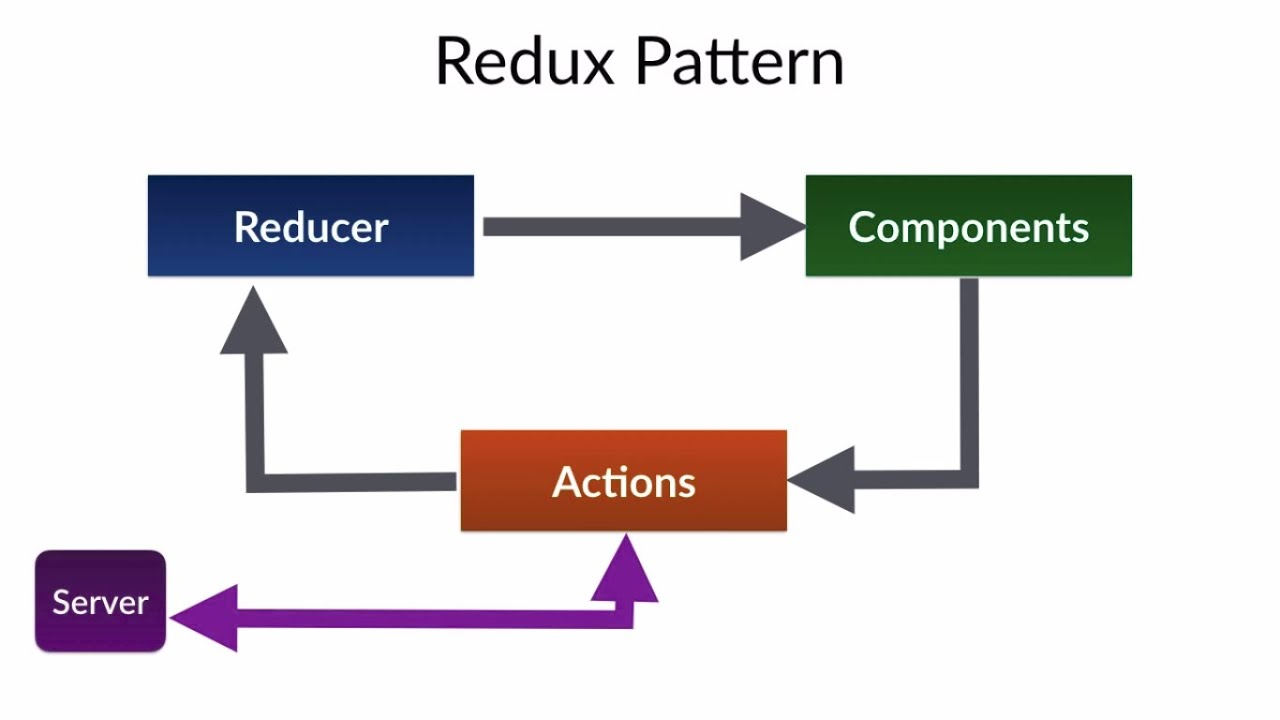 Redux Pattern
Reducer
Components
Actions
Server